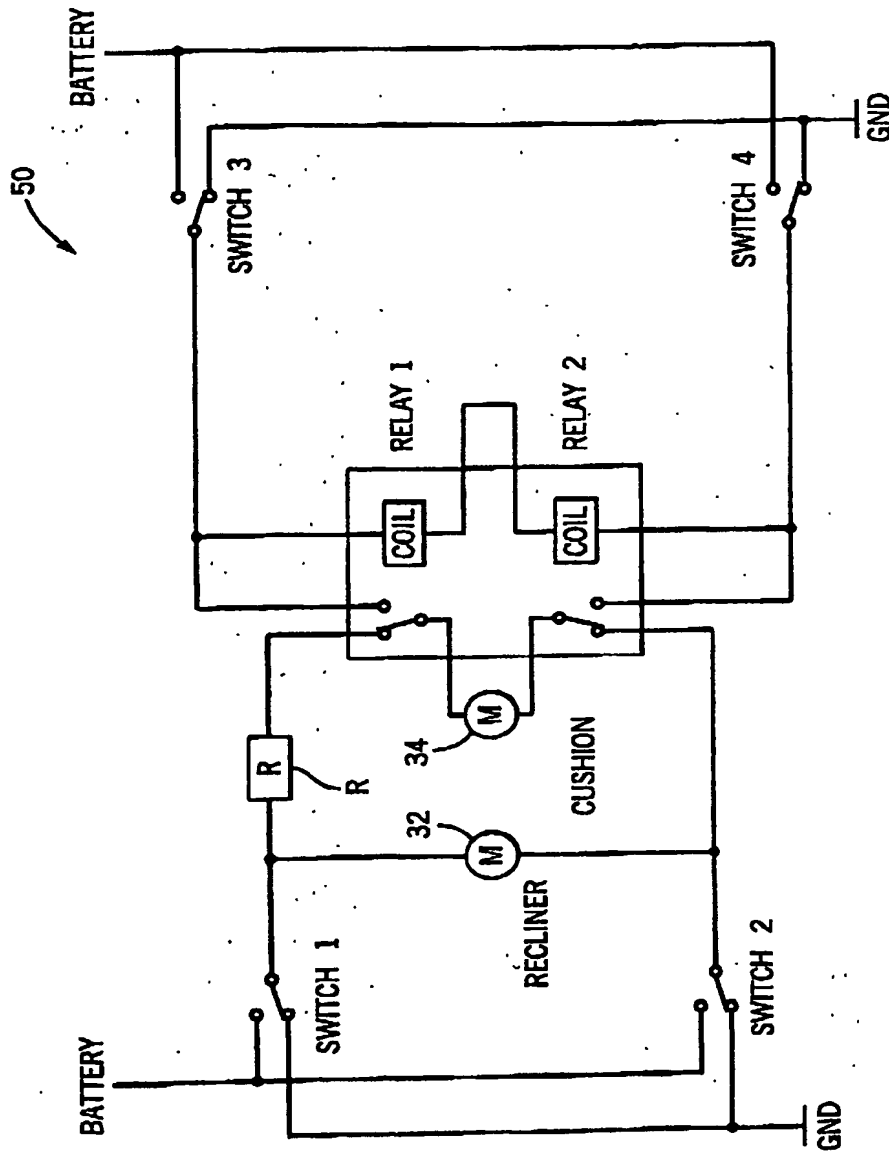 50
BATTERY
BATTERY
SWITCH 1
SWITCH 3
R
R
32
34
M
M
RECLINER
CUSHION
COIL
COIL
RELAY 1
RELAY 2
SWITCH 2
SWITCH 4
GND
GND